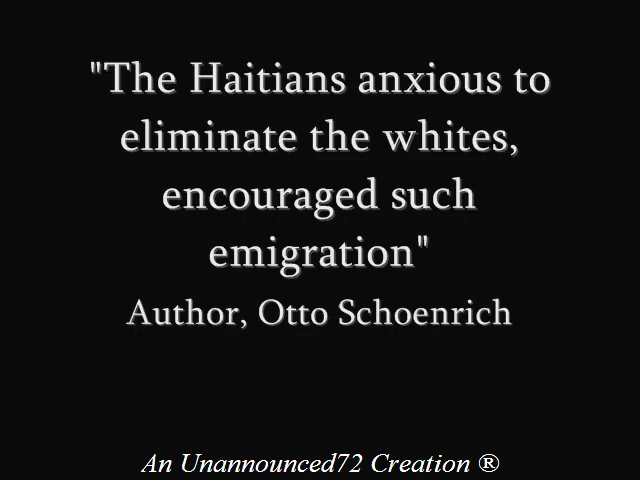 "The Haitians anxious to
eliminate the whites,
encouraged such
emigration"
Author, Otto Schoenrich
An Unannounced72 Creation ®